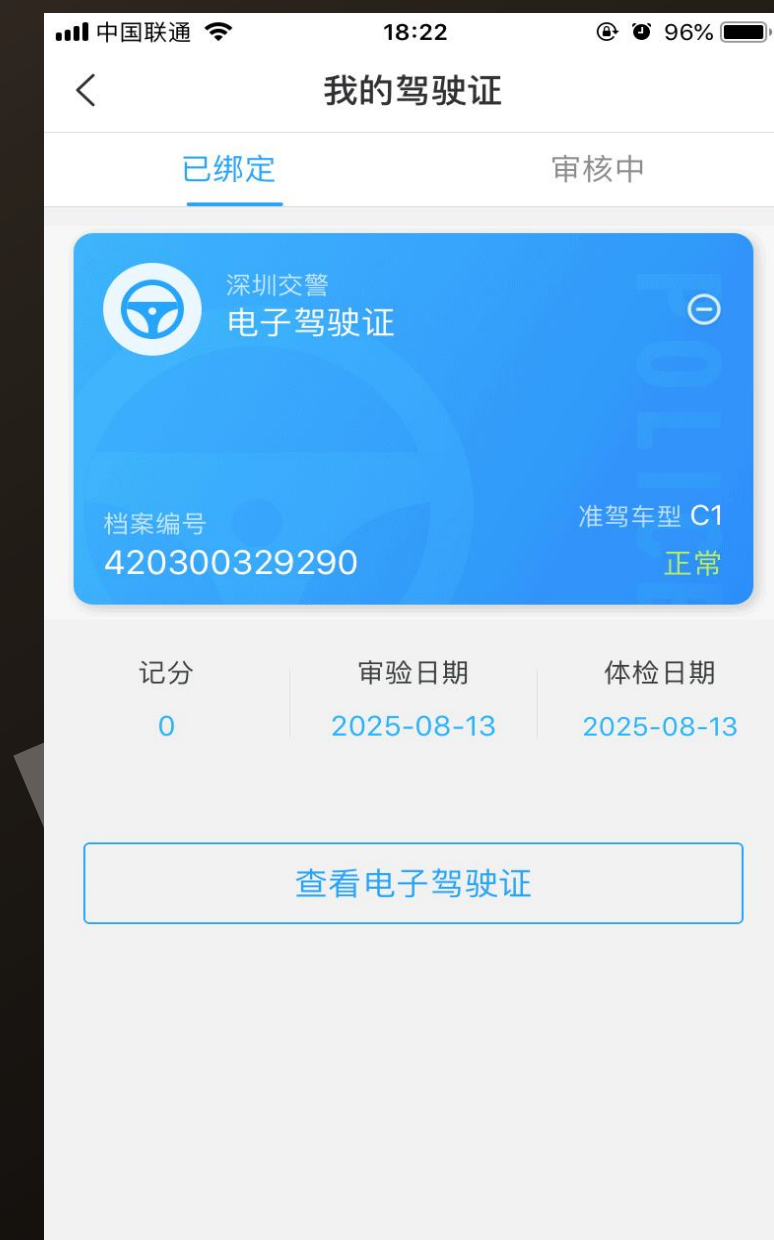 中国联通 18:22 96%
我的驾驶证
已绑定 审核中
深圳交警
电子驾驶证
POLICE
档案编号 准驾车型 C1
420300329290 正常
记分 审验日期 体检日期
0 2025-08-13 2025-08-13
查看电子驾驶证